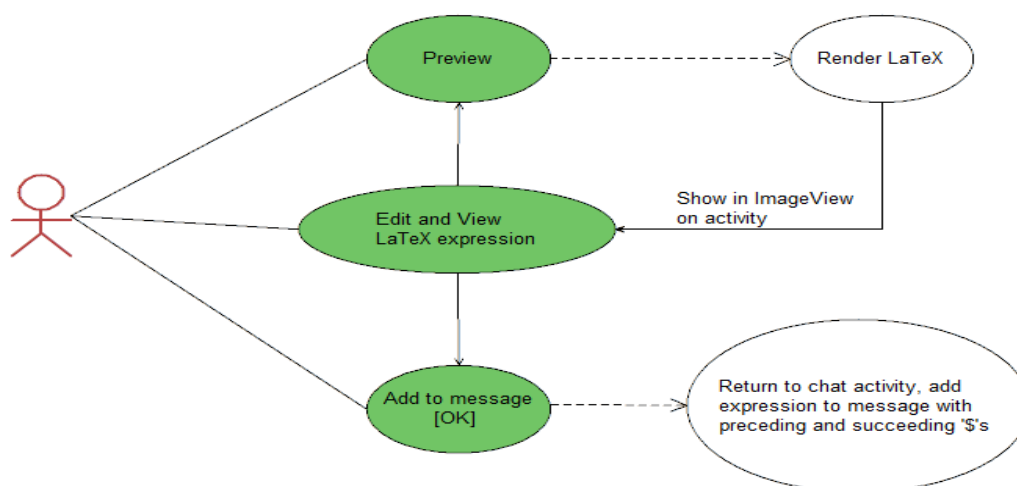 Preview
Render LaTeX
Show in ImageView
on activity
Edit and View
LaTeX expression
Add to message
[OK]
Return to chat activity, add
expression to message with
preceding and succeeding '$'s